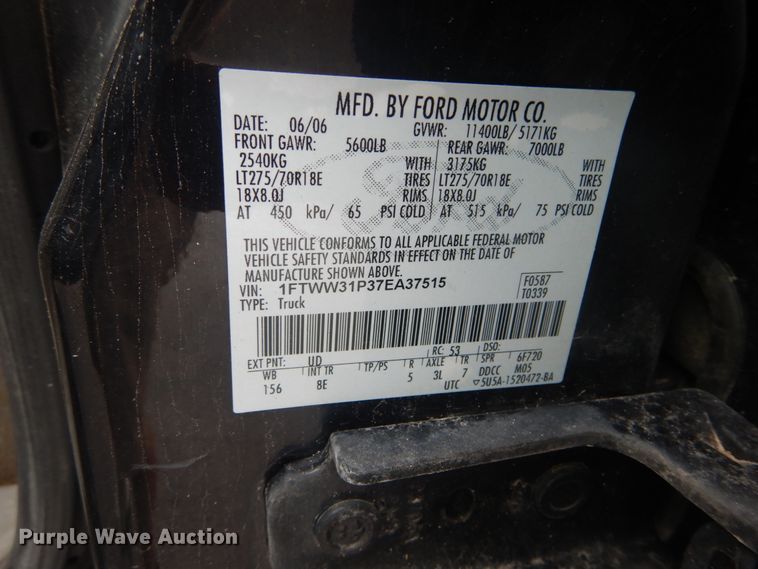 MFD. BY FORD MOTOR CO.
DATE: 06/06 GVWR: 11400LB/ 5171KG
FRONT GAWR: 5600LB REAR GAWR: 7000LB
2540KG WITH 3175KG WITH
LT275/70R18E TIRES LT275/70R18E TIRES
18X8.0J RIMS 18X8.0J RIMS
AT 450 kPa/ 65 PSI COLD AT 515 kPa/ 75 PSI COLD
THIS VEHICLE CONFORMS TO ALL APPLICABLE FEDERAL MOTOR
VEHICLE SAFETY STANDARDS IN EFFECT ON THE DATE OF
MANUFACTURE SHOWN ABOVE.
VIN: 1FTWW31P37EA37515 F0587
TYPE: Truck T0339
EXT PNT: UD RC: 53 DSO:
WB INT TR TP/PS R AXLE TR SPR 6F720
156 8E 5 3L 7 DDCC M05
UTC ▽5U5A-1520472-BA
Ford
Purple Wave Auction